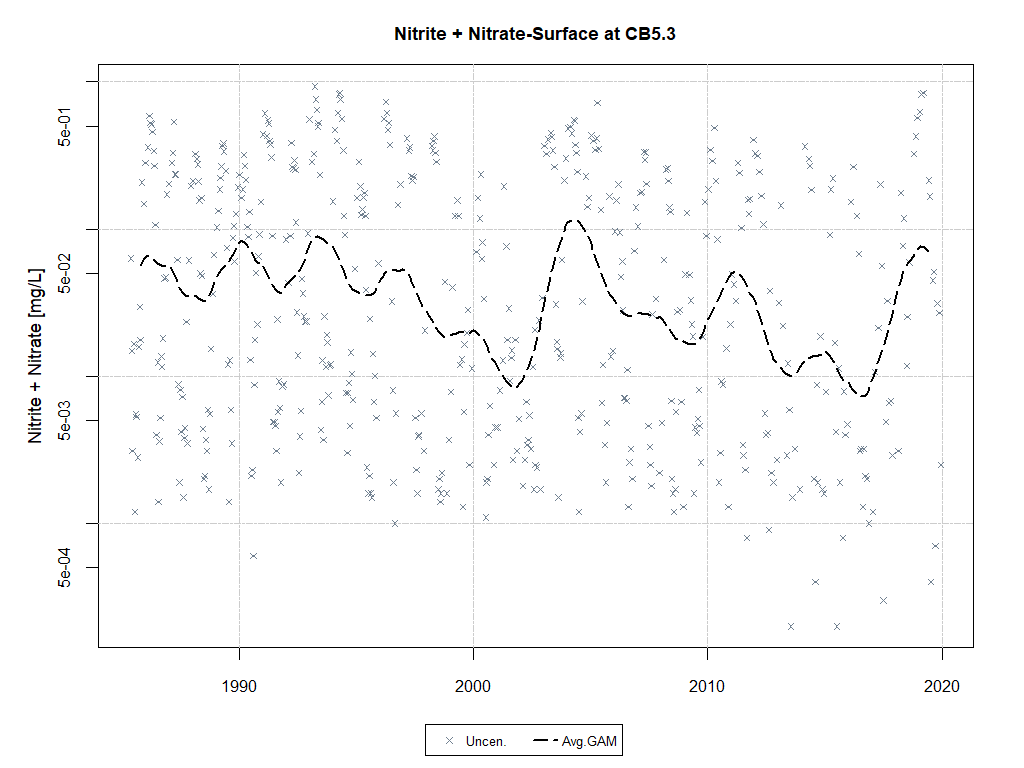 Nitrite + Nitrate-Surface at CB5.3
Nitrite + Nitrate [mg/L]
5e-01
5e-02
5e-03
5e-04
1990 2000 2010 2020
Uncen. Avg.GAM